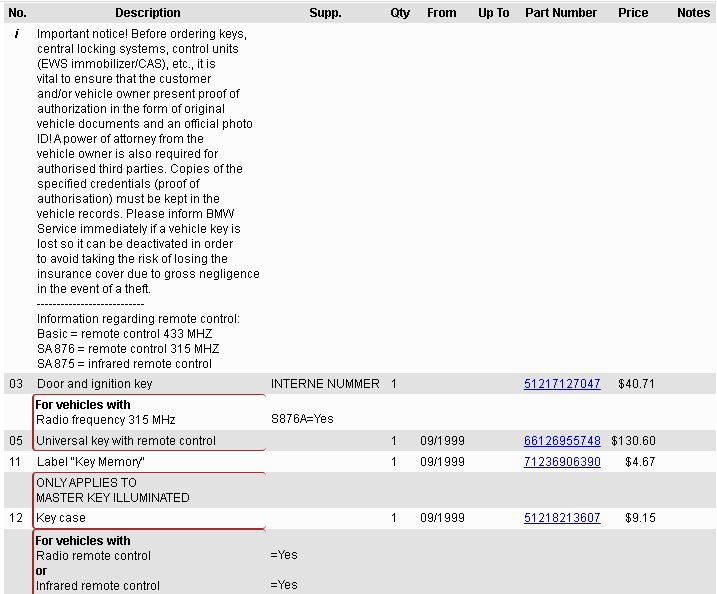 No. Description Supp. Qty From Up To Part Number Price Notes
i Important notice! Before ordering keys,
central locking systems, control units
(EWS immobilizer/CAS), etc., it is
vital to ensure that the customer
and/or vehicle owner present proof of
authorization in the form of original
vehicle documents and an official photo
ID! A power of attorney from the
vehicle owner is also required for
authorised third parties. Copies of the
specified credentials (proof of
authorisation) must be kept in the
vehicle records. Please inform BMW
Service immediately if a vehicle key is
lost so it can be deactivated in order
to avoid taking the risk of losing the
insurance cover due to gross negligence
in the event of a theft.
---------------------------
Information regarding remote control:
Basic = remote control 433 MHZ
SA 876 = remote control 315 MHZ
SA 875 = infrared remote control
03 Door and ignition key INTERNE NUMMER 1 51217127047 $40.71
For vehicles with
Radio frequency 315 MHz S876A=Yes
05 Universal key with remote control 1 09/1999 66126955748 $130.60
11 Label "Key Memory" 1 09/1999 71236906390 $4.67
ONLY APPLIES TO
MASTER KEY ILLUMINATED
12 Key case 1 09/1999 51218213607 $9.15
For vehicles with
Radio remote control =Yes
or
Infrared remote control =Yes